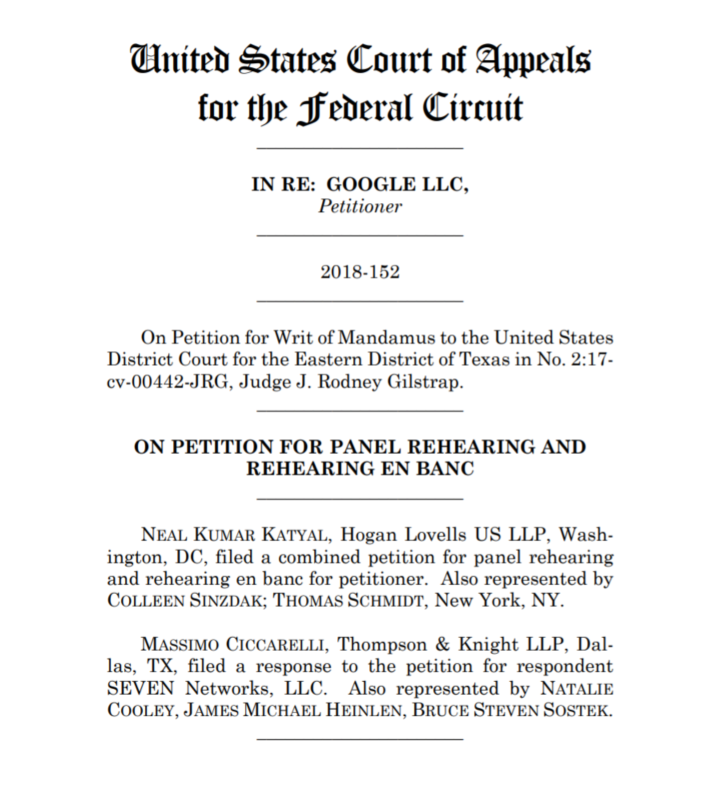 United States Court of Appeals
for the Federal Circuit
IN RE: GOOGLE LLC,
Petitioner
2018-152
On Petition for Writ of Mandamus to the United States
District Court for the Eastern District of Texas in No. 2:17-
cv-00442-JRG, Judge J. Rodney Gilstrap.
ON PETITION FOR PANEL REHEARING AND
REHEARING EN BANC
NEAL KUMAR KATYAL, Hogan Lovells US LLP, Wash-
ington, DC, filed a combined petition for panel rehearing
and rehearing en banc for petitioner. Also represented by
COLLEEN SINZDAK; THOMAS SCHMIDT, New York, NY.
MASSIMO CICCARELLI, Thompson & Knight LLP, Dal-
las, TX, filed a response to the petition for respondent
SEVEN Networks, LLC. Also represented by NATALIE
COOLEY, JAMES MICHAEL HEINLEN, BRUCE STEVEN SOSTEK.